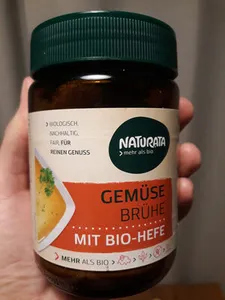 BIOLOGISCH,
NACHHALTIG,
FAIR, FÜR
REINEN GENUSS
NATURATA
mehr als bio
GEMÜSE
BRÜHE
MIT BIO-HEFE
MEHR ALS BIO